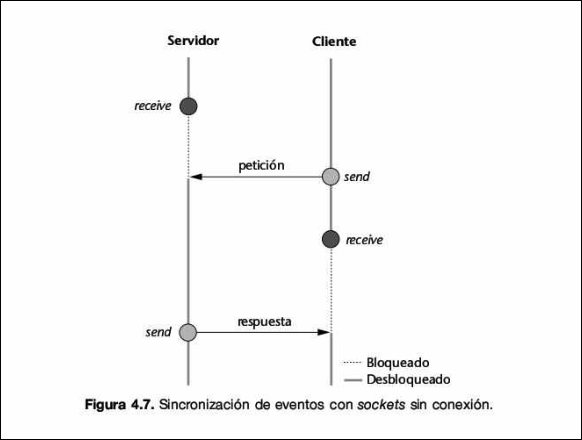 Servidor Cliente
receive
petición
send
receive
send
respuesta
Bloqueado
Desbloqueado
Figura 4.7. Sincronización de eventos con sockets sin conexión.